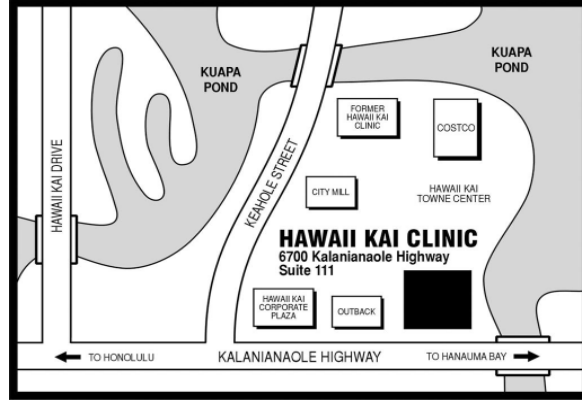 KUAPA
POND
KUAPA
POND
FORMER
HAWAII KAI
CLINIC
COSTCO
HAWAII KAI DRIVE
KEAHOLE STREET
CITY MILL
HAWAII KAI
TOWNE CENTER
HAWAII KAI CLINIC
6700 Kalanianaole Highway
Suite 111
HAWAII KAI
CORPORATE
PLAZA
OUTBACK
TO HONOLULU
KALANIANAOLE HIGHWAY
TO HANAUMA BAY